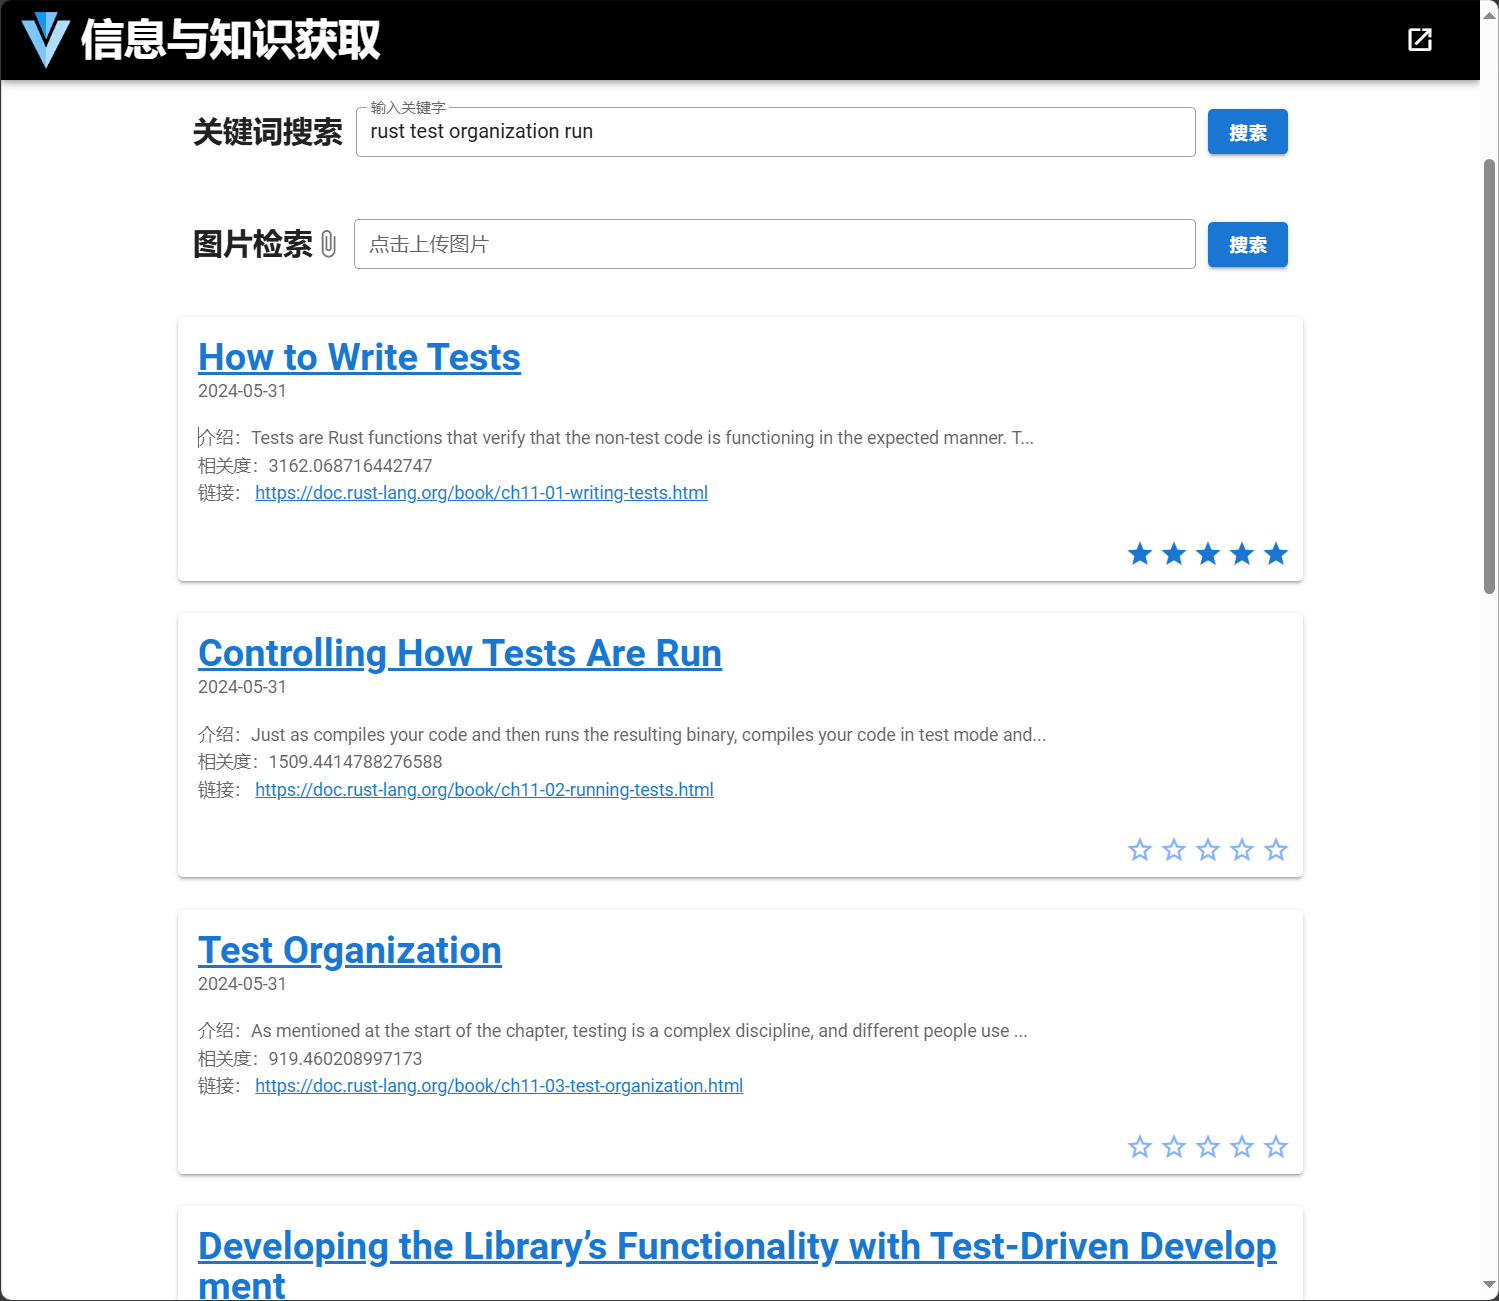 信息与知识获取
关键词搜索
输入关键字
rust test organization run
搜索
图片检索
点击上传图片
搜索
How to Write Tests
2024-05-31
介绍：Tests are Rust functions that verify that the non-test code is functioning in the expected manner. T...
相关度：3162.068716442747
链接： https://doc.rust-lang.org/book/ch11-01-writing-tests.html
Controlling How Tests Are Run
2024-05-31
介绍：Just as compiles your code and then runs the resulting binary, compiles your code in test mode and...
相关度：1509.4414788276588
链接： https://doc.rust-lang.org/book/ch11-02-running-tests.html
Test Organization
2024-05-31
介绍：As mentioned at the start of the chapter, testing is a complex discipline, and different people use ...
相关度：919.460208997173
链接： https://doc.rust-lang.org/book/ch11-03-test-organization.html
Developing the Library’s Functionality with Test-Driven Develop
ment